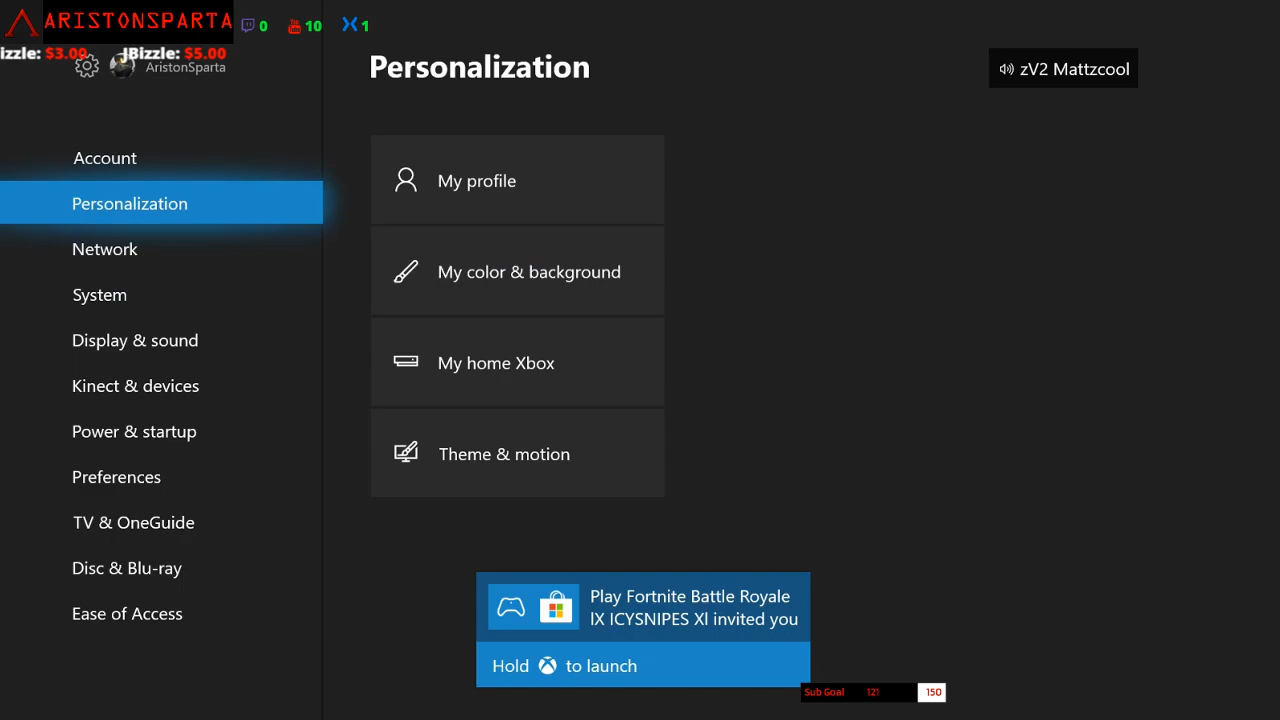 ARISTONSPARTA
0
10
1
izzle: $3.00
JBizzle: $5.00
AristonSparta
Personalization
zV2 Mattzcool
Account
Personalization
Network
System
Display & sound
Kinect & devices
Power & startup
Preferences
TV & OneGuide
Disc & Blu-ray
Ease of Access
My profile
My color & background
My home Xbox
Theme & motion
Play Fortnite Battle Royale
lX ICYSNIPES Xl invited you
Hold to launch
Sub Goal 121 150